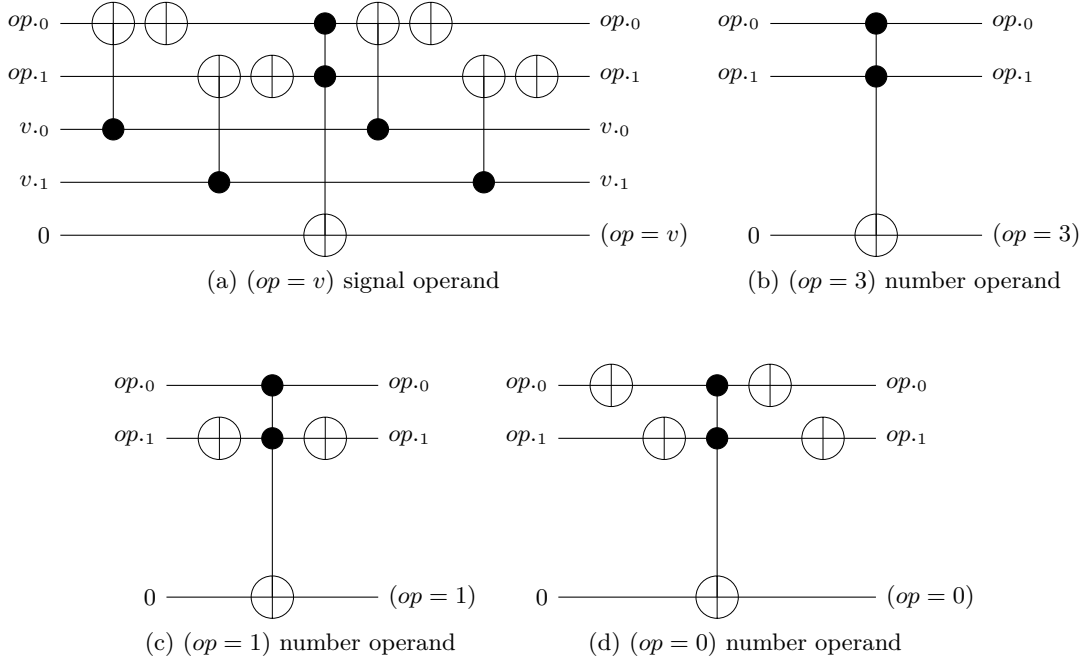 op.₀ op.₀
op.₁ op.₁
v.₀ v.₀
v.₁ v.₁
0 (op = v)
(a) (op = v) signal operand
op.₀ op.₀
op.₁ op.₁
0 (op = 3)
(b) (op = 3) number operand
op.₀ op.₀
op.₁ op.₁
0 (op = 1)
(c) (op = 1) number operand
op.₀ op.₀
op.₁ op.₁
0 (op = 0)
(d) (op = 0) number operand